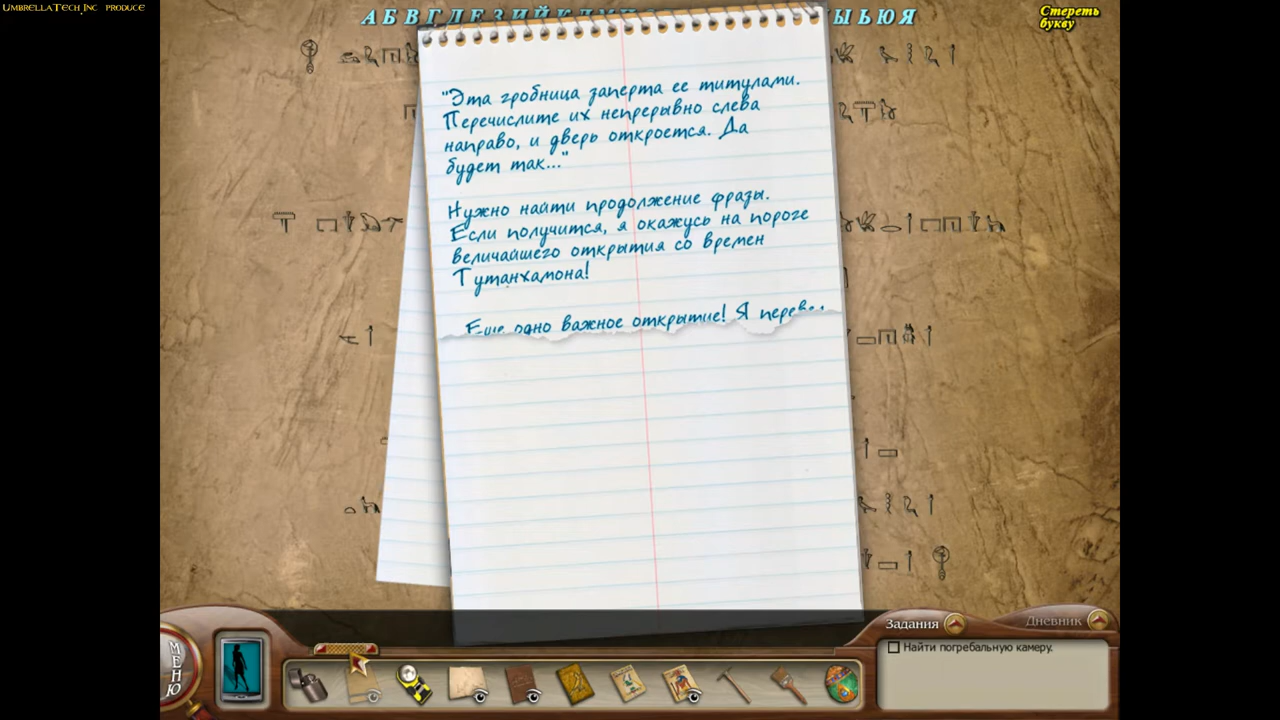 UmbrellaTech Inc produce
А Б В Г Д Е З И Й К Л М Н О
Ы Ь Ю Я
Стереть
букву
"Эта гробница заперта ее титулами.
Перечислите их непрерывно слева
направо, и дверь откроется. Да
будет так..."
Нужно найти продолжение фразы.
Если получится, я окажусь на пороге
величайшего открытия со времен
Тутанхамона!
Еще одно важное открытие! Я
МЕНЮ
Задания
Дневник
Найти погребальную камеру.